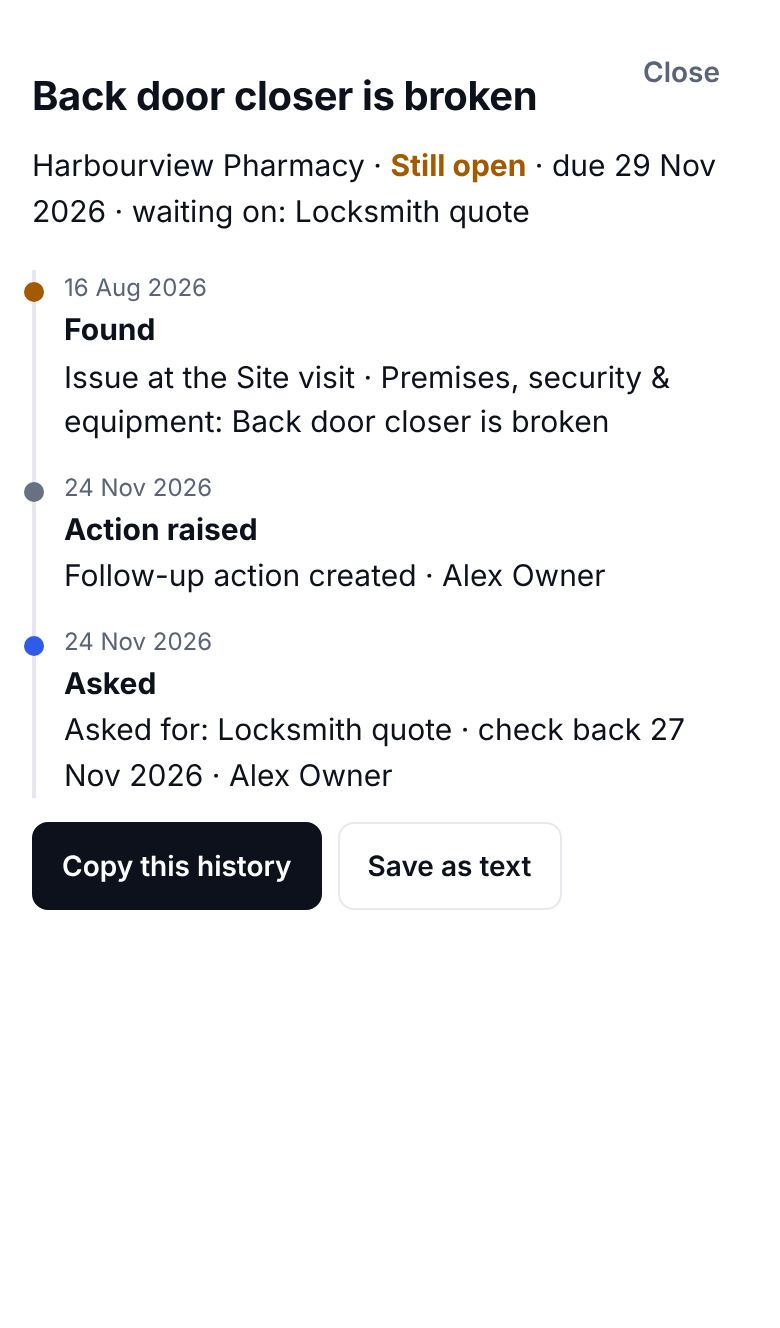 Close
Back door closer is broken
Harbourview Pharmacy · Still open · due 29 Nov
2026 · waiting on: Locksmith quote
16 Aug 2026
Found
Issue at the Site visit · Premises, security &
equipment: Back door closer is broken
24 Nov 2026
Action raised
Follow-up action created · Alex Owner
24 Nov 2026
Asked
Asked for: Locksmith quote · check back 27
Nov 2026 · Alex Owner
Copy this history
Save as text